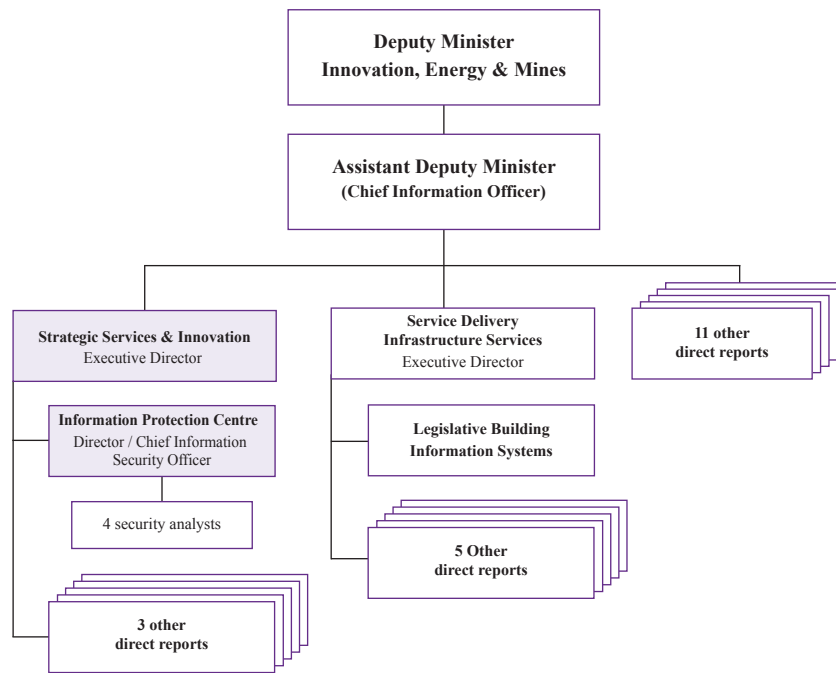 Deputy Minister
Innovation, Energy & Mines
Assistant Deputy Minister
(Chief Information Officer)
Strategic Services & Innovation
Executive Director
Service Delivery
Infrastructure Services
Executive Director
11 other
direct reports
Information Protection Centre
Director / Chief Information
Security Officer
Legislative Building
Information Systems
4 security analysts
5 Other
direct reports
3 other
direct reports